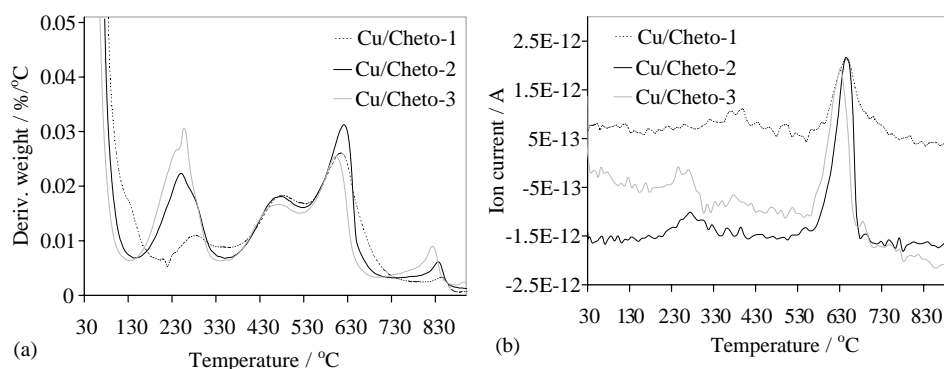 0.05
0.04
0.03
0.02
0.01
0
Deriv. weight / %/°C
Cu/Cheto-1
Cu/Cheto-2
Cu/Cheto-3
30 130 230 330 430 530 630 730 830
Temperature / °C
(a)
2.5E-12
1.5E-12
5E-13
-5E-13
-1.5E-12
-2.5E-12
Ion current / A
Cu/Cheto-1
Cu/Cheto-2
Cu/Cheto-3
30 130 230 330 430 530 630 730 830
Temperature / °C
(b)